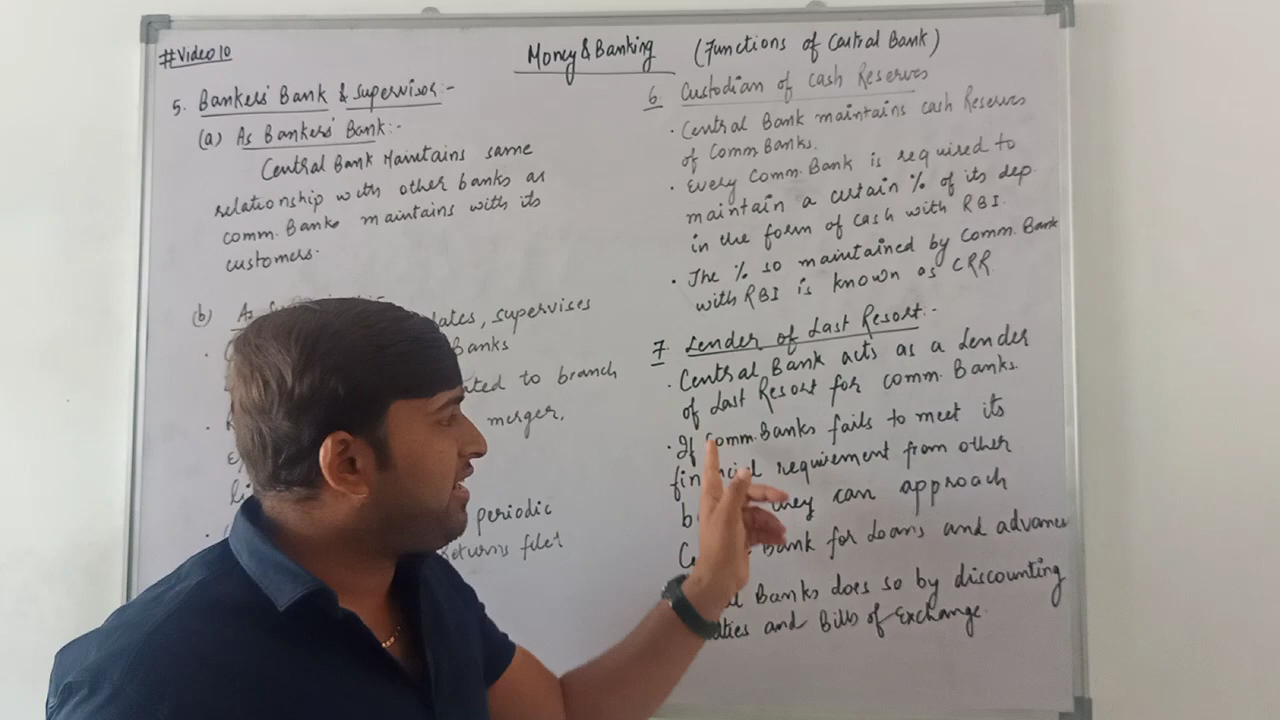 #Video 10
Money & Banking (Functions of Central Bank)
5. Bankers' Bank & Supervisor:-
(a) As Bankers' Bank:-
Central Bank Maintains same
relationship with other banks as
comm. Banks maintains with its
customers.
(b) As
supervises
Banks
to branch
merger.
periodic
Returns filed
6. Custodian of Cash Reserves
· Central Bank maintains cash Reserves
of Comm. Banks.
· Every Comm. Bank is required to
maintain a certain % of its dep.
in the form of cash with RBI.
· The % so maintained by Comm. Bank
with RBI is known as CRR
7. Lender of Last Resort:-
· Central Bank acts as a Lender
of Last Resort for comm. Banks.
· If Comm. Banks fails to meet its
requirement from other
they can approach
Bank for Loans and advances
Banks does so by discounting
and Bills of Exchange.